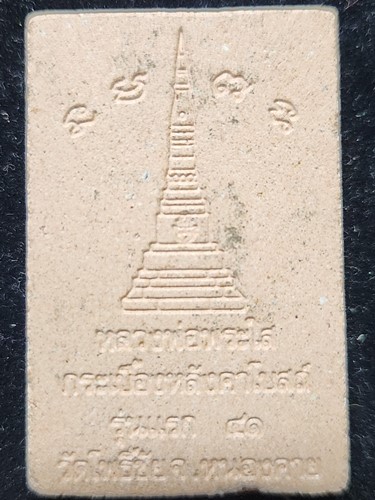 หลวงพ่อพระใส
กระเบื้องหลังคาโบสถ์
รุ่นแรก ๔๑
วัดโพธิ์ชัย จ.หนองคาย